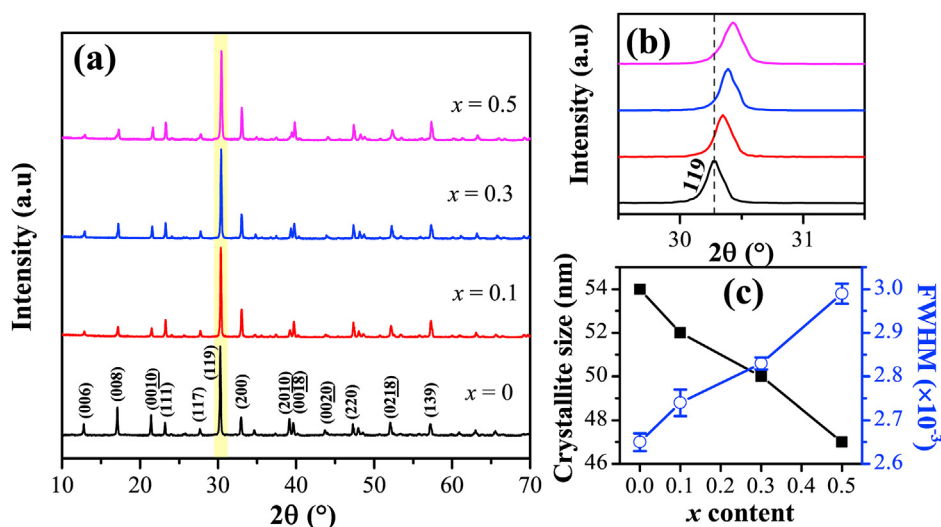 (a)
Intensity (a.u)
x = 0.5
x = 0.3
x = 0.1
x = 0
(006)
(008)
(0010)
(1111)
(117)
(119)
(200)
(2010)
(0018)
(0020)
(220)
(0218)
(139)
10 20 30 40 50 60 70
2θ (°)
(b)
Intensity (a.u)
119
30 31
2θ (°)
(c)
Crystallite size (nm)
54
52
50
48
46
FWHM (×10⁻³)
3.0
2.9
2.8
2.7
2.6
0.0 0.1 0.2 0.3 0.4 0.5
x content